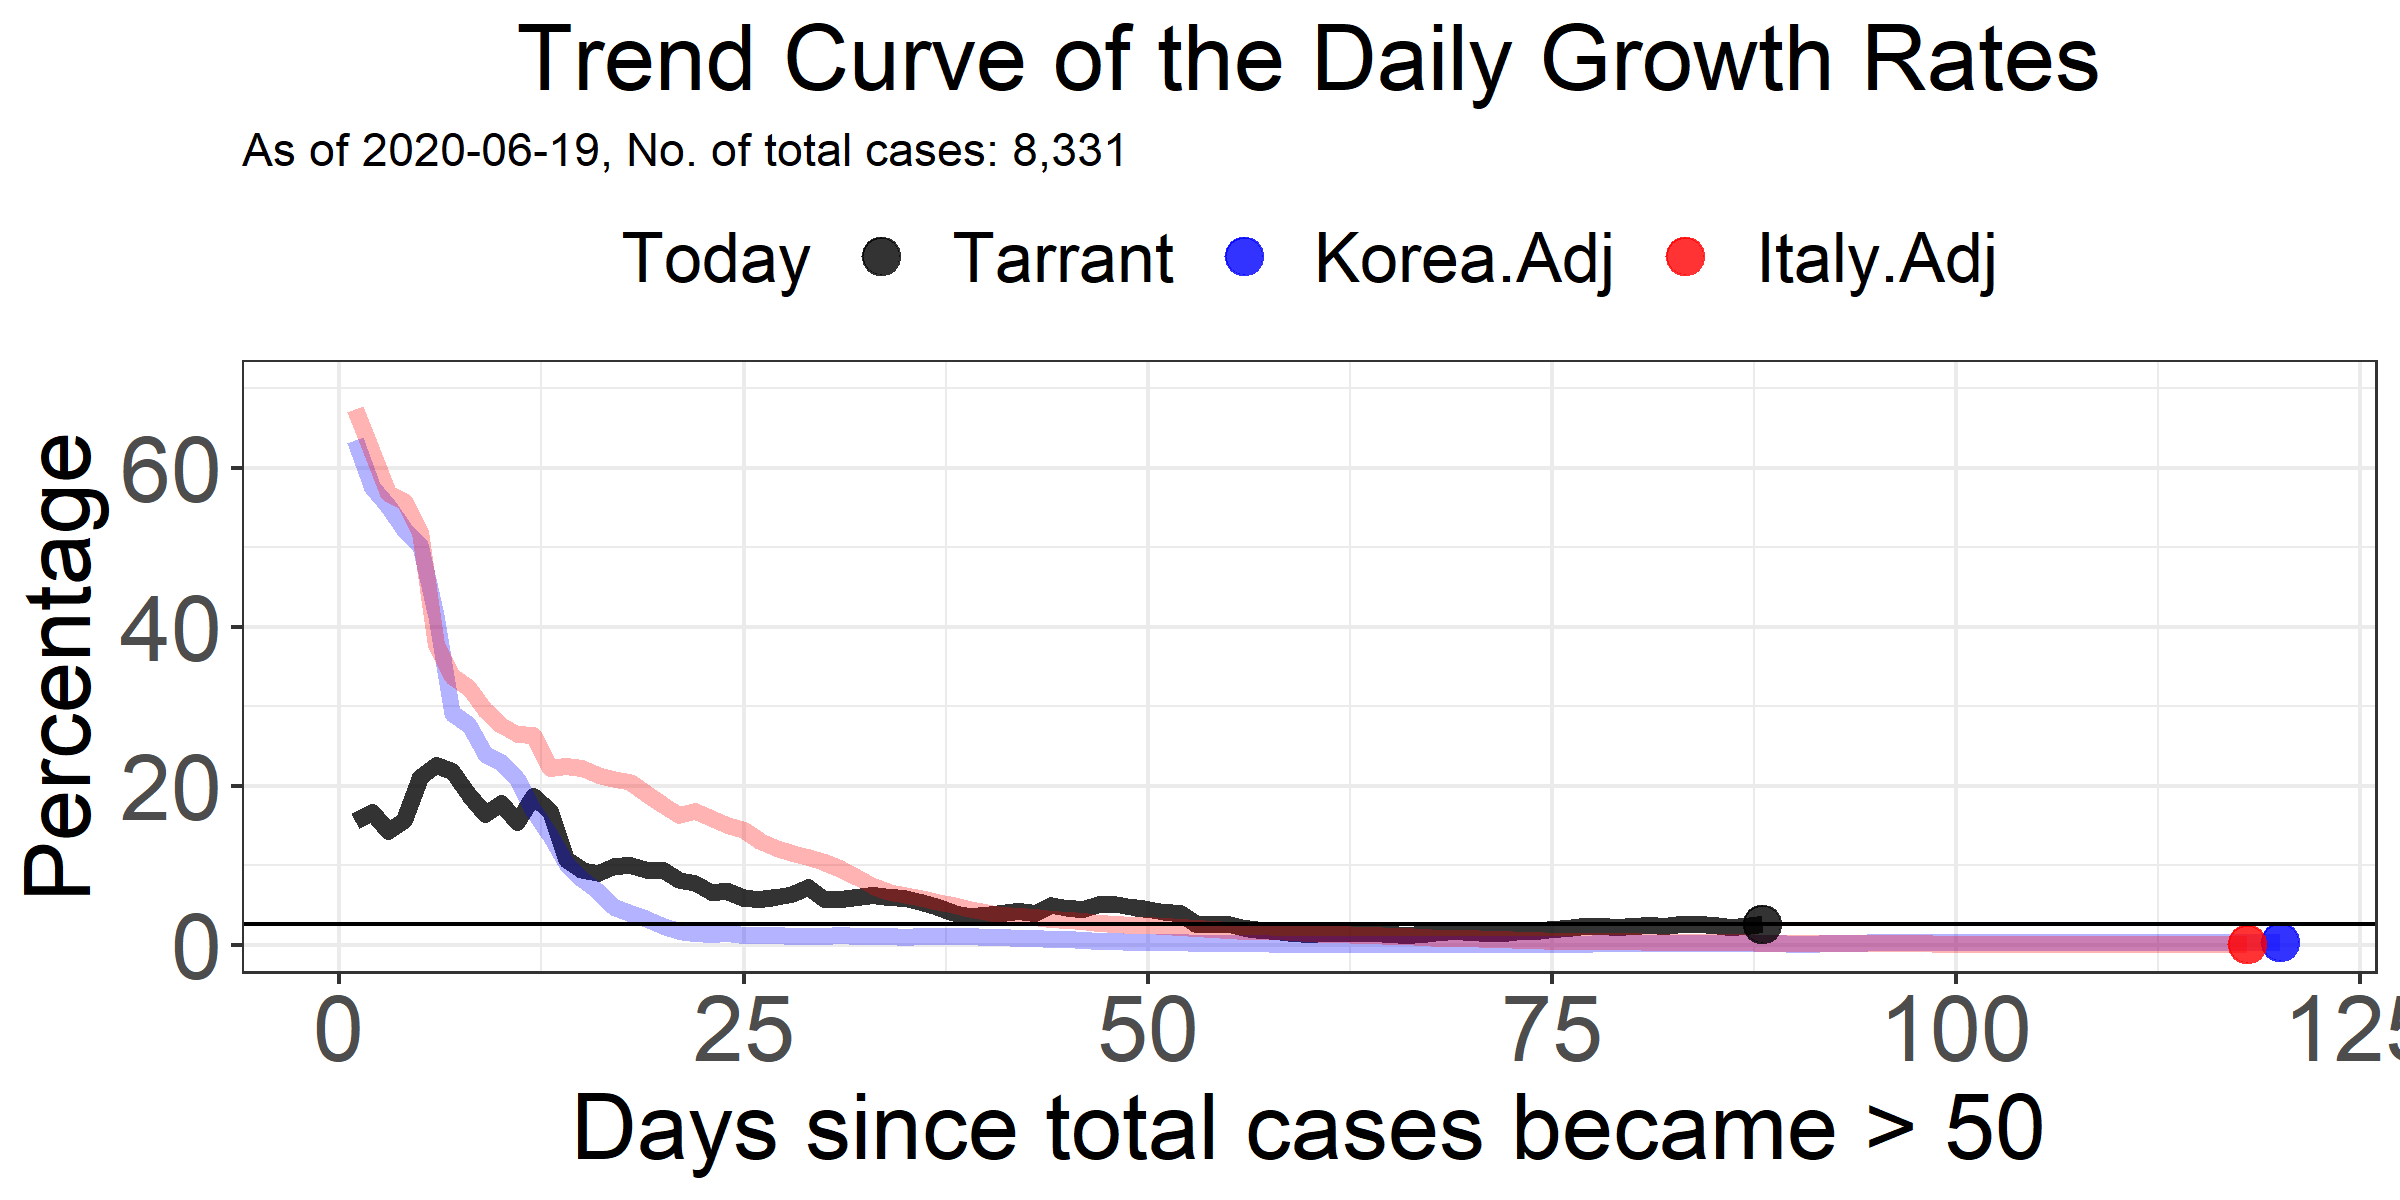 Trend Curve of the Daily Growth Rates
As of 2020-06-19, No. of total cases: 8,331
Today Tarrant Korea.Adj Italy.Adj
Percentage
60
40
20
0
0 25 50 75 100 125
Days since total cases became > 50